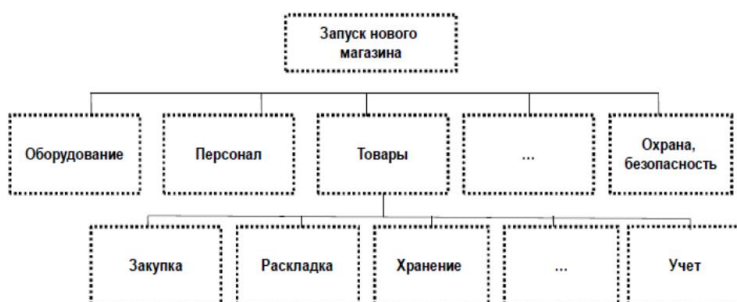 Запуск нового
магазина
Оборудование
Персонал
Товары
...
Охрана,
безопасность
Закупка
Раскладка
Хранение
...
Учет